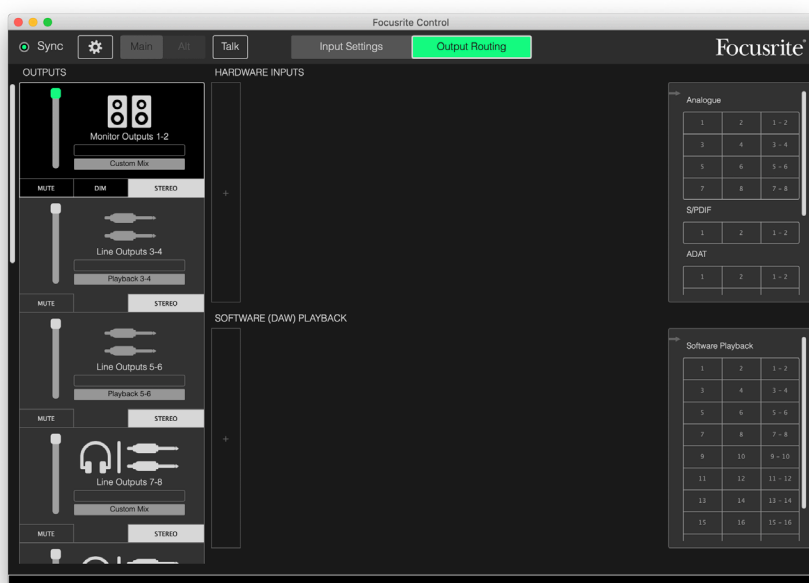 Focusrite Control
Sync Main Alt Talk Input Settings Output Routing Focusrite®
OUTPUTS
Monitor Outputs 1-2
Custom Mix
MUTE DIM STEREO
Line Outputs 3-4
Playback 3-4
MUTE STEREO
Line Outputs 5-6
Playback 5-6
MUTE STEREO
Line Outputs 7-8
Custom Mix
MUTE STEREO
HARDWARE INPUTS
+
Analogue
1 2 1 - 2
3 4 3 - 4
5 6 5 - 6
7 8 7 - 8
S/PDIF
1 2 1 - 2
ADAT
1 2 1 - 2
SOFTWARE (DAW) PLAYBACK
+
Software Playback
1 2 1 - 2
3 4 3 - 4
5 6 5 - 6
7 8 7 - 8
9 10 9 - 10
11 12 11 - 12
13 14 13 - 14
15 16 15 - 16